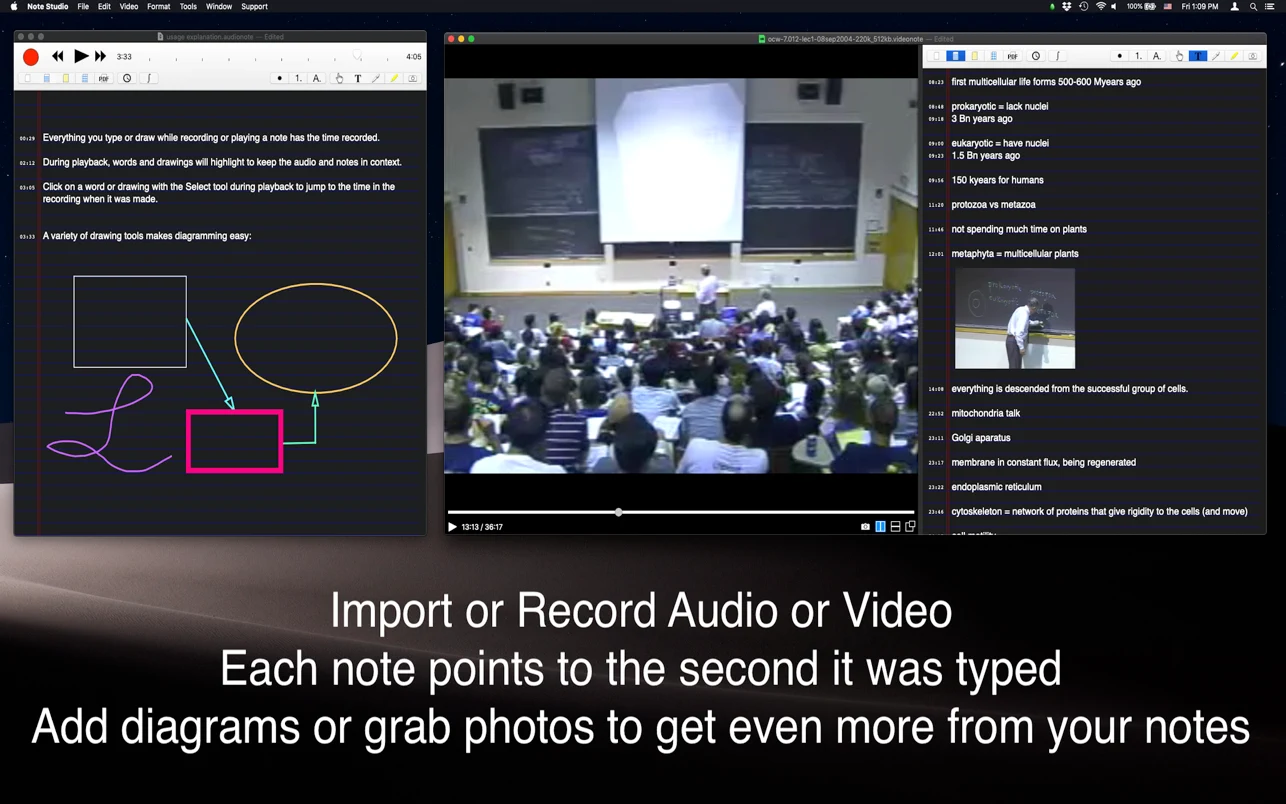 Note Studio File Edit Video Format Tools Window Support
100% Fri 1:09 PM
usage explanation.audionote — Edited
3:33
4:05
PDF
1. A. T
00:29 Everything you type or draw while recording or playing a note has the time recorded.
02:12 During playback, words and drawings will highlight to keep the audio and notes in context.
03:05 Click on a word or drawing with the Select tool during playback to jump to the time in the
recording when it was made.
03:33 A variety of drawing tools makes diagramming easy:
ocw-7.012-lec1-08sep2004-220k_512kb.videonote — Edited
13:13 / 36:17
PDF
1. A. T
08:23 first multicellular life forms 500-600 Myears ago
08:48 prokaryotic = lack nuclei
09:18 3 Bn years ago
09:00 eukaryotic = have nuclei
09:23 1.5 Bn years ago
09:56 150 kyears for humans
11:20 protozoa vs metazoa
11:46 not spending much time on plants
12:01 metaphyta = multicellular plants
14:08 everything is descended from the successful group of cells.
22:52 mitochondria talk
23:11 Golgi aparatus
23:17 membrane in constant flux, being regenerated
23:22 endoplasmic reticulum
23:46 cytoskeleton = network of proteins that give rigidity to the cells (and move)
Import or Record Audio or Video
Each note points to the second it was typed
Add diagrams or grab photos to get even more from your notes